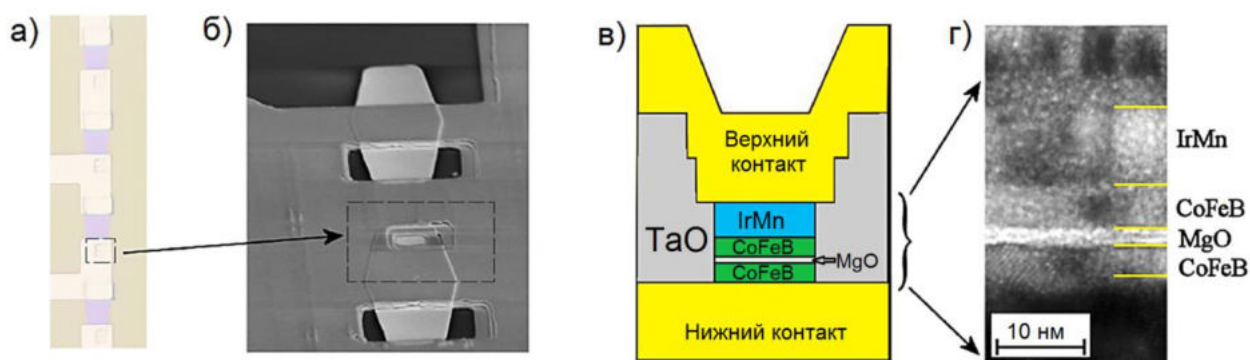 а)
б)
в)
г)
Верхний
контакт
IrMn
CoFeB
TaO
MgO
CoFeB
Нижний контакт
IrMn
CoFeB
MgO
CoFeB
10 нм